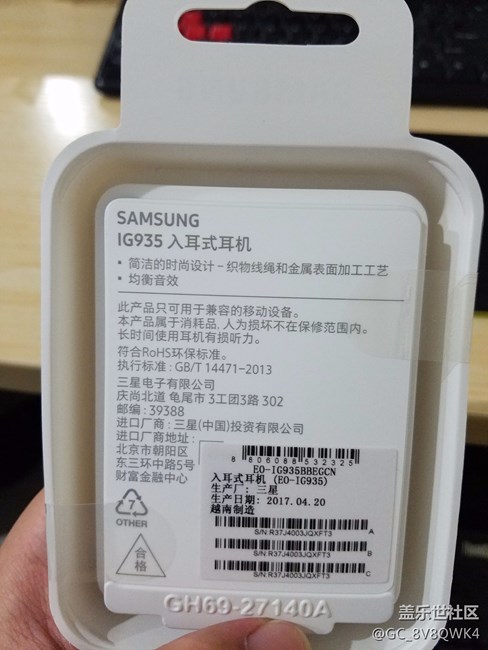 SAMSUNG
IG935 入耳式耳机
• 简洁的时尚设计 – 织物线绳和金属表面加工工艺
• 均衡音效
此产品只可用于兼容的移动设备。
本产品属于消耗品, 人为损坏不在保修范围内。
长时间使用耳机有损听力。
符合RoHS环保标准。
执行标准 : GB/T 14471-2013
三星电子有限公司
庆尚北道 龟尾市 3工团3路 302
邮编 : 39388
进口厂商 : 三星(中国)投资有限公司
进口厂商地址 :
北京市朝阳区
东三环中路5号
财富金融中心
7
OTHER
合格
8 806088 532325
EO-IG935BBEGCN
入耳式耳机 (EO-IG935)
生产厂: 三星
生产日期: 2017.04.20
越南制造
A
S/N R37J4003JQXFT3
B
S/N R37J4003JQXFT3
C
S/N R37J4003JQXFT3
GH69-27140A
盖乐世社区
@GC_8V8QWK4